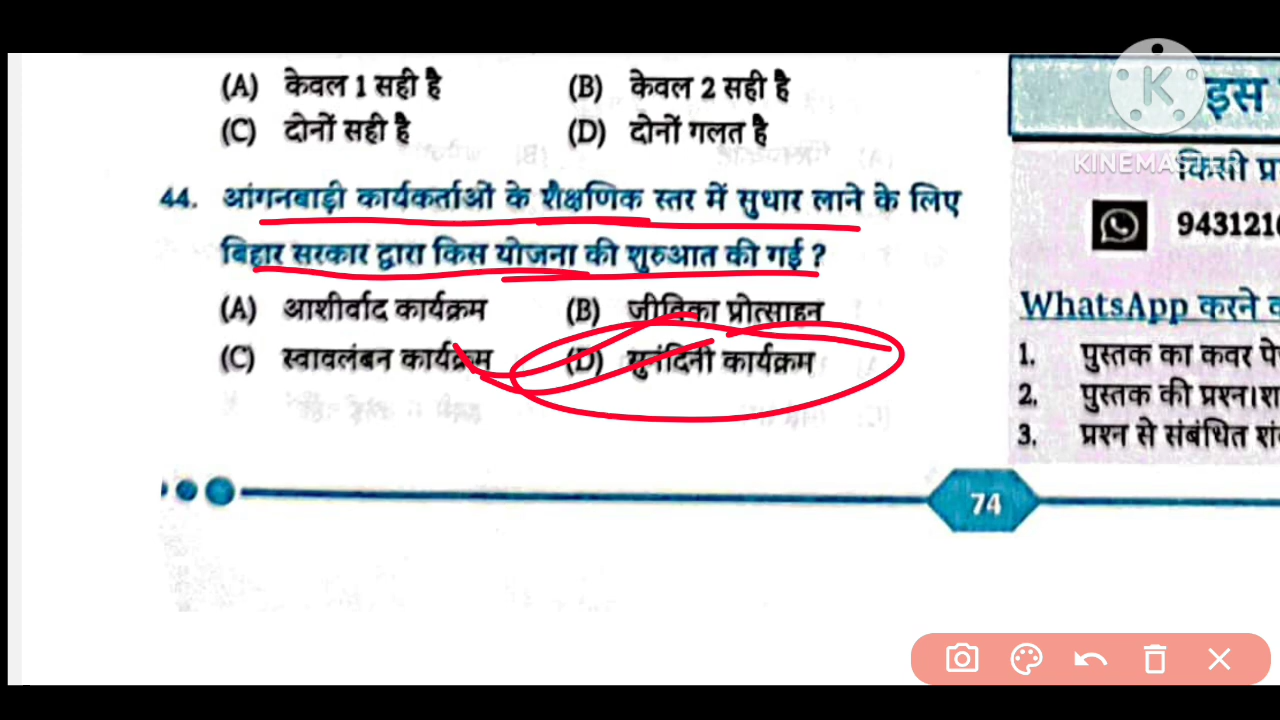 (A) केवल 1 सही है (B) केवल 2 सही है
(C) दोनों सही है (D) दोनों गलत है
44. आंगनबाड़ी कार्यकर्ताओं के शैक्षणिक स्तर में सुधार लाने के लिए
बिहार सरकार द्वारा किस योजना की शुरुआत की गई ?
(A) आशीर्वाद कार्यक्रम (B) जीविका प्रोत्साहन
(C) स्वावलंबन कार्यक्रम (D) सुनंदिनी कार्यक्रम
74
इस
K
KINEMASTER
किसी प्र
943121
WhatsApp करने
1. पुस्तक का कवर पे
2. पुस्तक की प्रश्न।श
3. प्रश्न से संबंधित शं